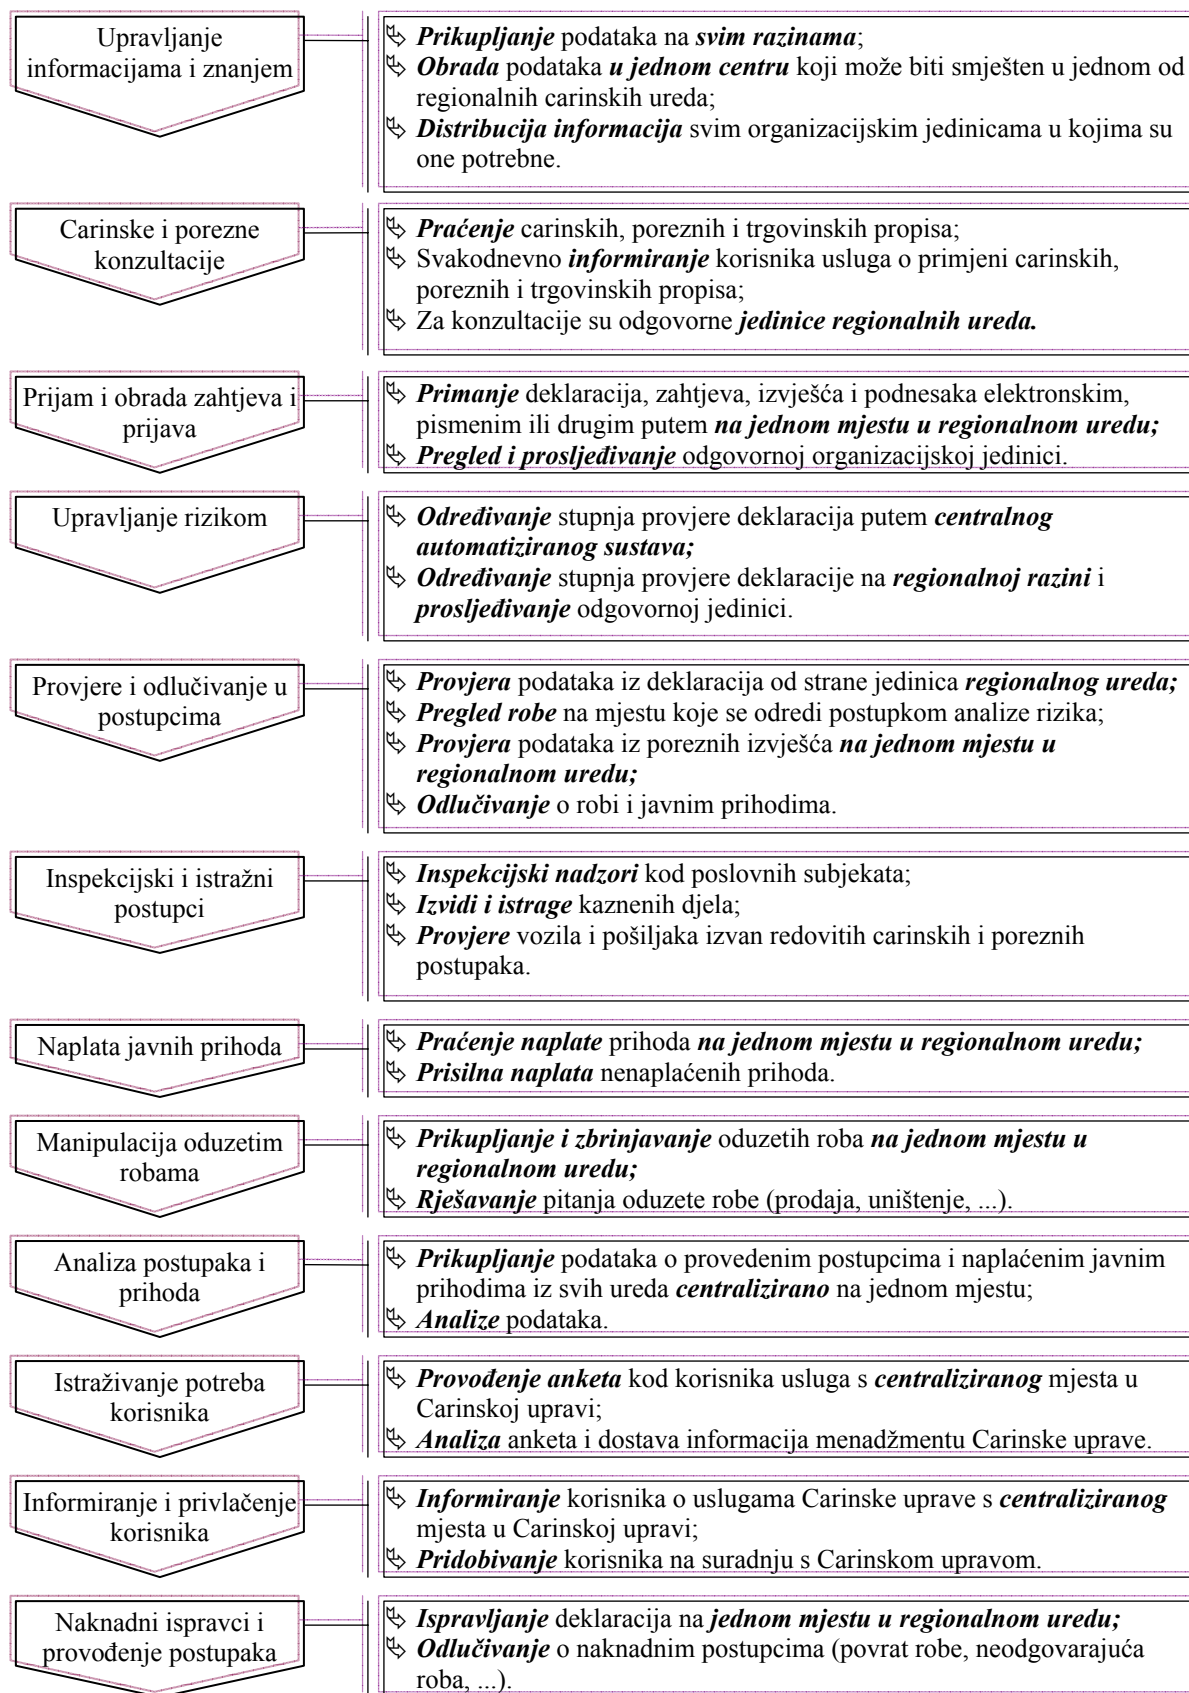 Upravljanje
informacijama i znanjem
Prikupljanje podataka na svim razinama;
Obrada podataka u jednom centru koji može biti smješten u jednom od
regionalnih carinskih ureda;
Distribucija informacija svim organizacijskim jedinicama u kojima su
one potrebne.
Carinske i porezne
konzultacije
Praćenje carinskih, poreznih i trgovinskih propisa;
Svakodnevno informiranje korisnika usluga o primjeni carinskih,
poreznih i trgovinskih propisa;
Za konzultacije su odgovorne jedinice regionalnih ureda.
Prijam i obrada zahtjeva i
prijava
Primanje deklaracija, zahtjeva, izvješća i podnesaka elektronskim,
pismenim ili drugim putem na jednom mjestu u regionalnom uredu;
Pregled i prosljeđivanje odgovornoj organizacijskoj jedinici.
Upravljanje rizikom
Određivanje stupnja provjere deklaracija putem centralnog
automatiziranog sustava;
Određivanje stupnja provjere deklaracije na regionalnoj razini i
prosljeđivanje odgovornoj jedinici.
Provjere i odlučivanje u
postupcima
Provjera podataka iz deklaracija od strane jedinica regionalnog ureda;
Pregled robe na mjestu koje se odredi postupkom analize rizika;
Provjera podataka iz poreznih izvješća na jednom mjestu u
regionalnom uredu;
Odlučivanje o robi i javnim prihodima.
Inspekcijski i istražni
postupci
Inspekcijski nadzori kod poslovnih subjekata;
Izvidi i istrage kaznenih djela;
Provjere vozila i pošiljaka izvan redovitih carinskih i poreznih
postupaka.
Naplata javnih prihoda
Praćenje naplate prihoda na jednom mjestu u regionalnom uredu;
Prisilna naplata nenaplaćenih prihoda.
Manipulacija oduzetim
robama
Prikupljanje i zbrinjavanje oduzetih roba na jednom mjestu u
regionalnom uredu;
Rješavanje pitanja oduzete robe (prodaja, uništenje, ...).
Analiza postupaka i
prihoda
Prikupljanje podataka o provedenim postupcima i naplaćenim javnim
prihodima iz svih ureda centralizirano na jednom mjestu;
Analize podataka.
Istraživanje potreba
korisnika
Provođenje anketa kod korisnika usluga s centraliziranog mjesta u
Carinskoj upravi;
Analiza anketa i dostava informacija menadžmentu Carinske uprave.
Informiranje i privlačenje
korisnika
Informiranje korisnika o uslugama Carinske uprave s centraliziranog
mjesta u Carinskoj upravi;
Pridobivanje korisnika na suradnju s Carinskom upravom.
Naknadni ispravci i
provođenje postupaka
Ispravljanje deklaracija na jednom mjestu u regionalnom uredu;
Odlučivanje o naknadnim postupcima (povrat robe, neodgovarajuća
roba, ...).